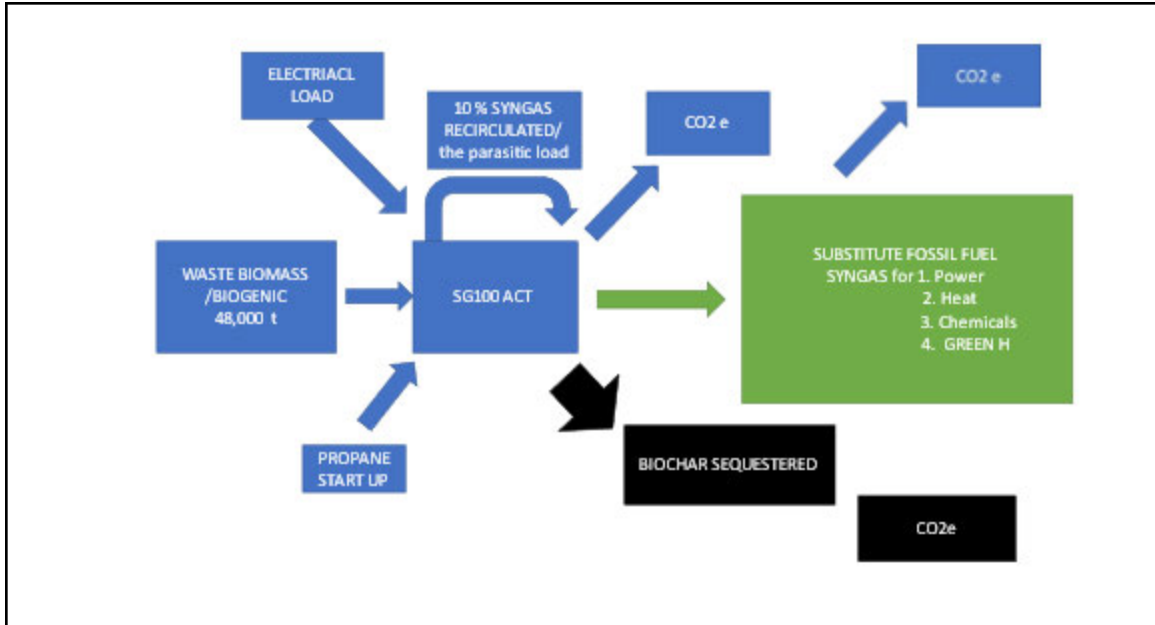 ELECTRIACL
LOAD
10 % SYNGAS
RECIRCULATED/
the parasitic load
CO2 e
CO2 e
WASTE BIOMASS
/BIOGENIC
48,000 t
SG100 ACT
SUBSTITUTE FOSSIL FUEL
SYNGAS for 1. Power
2. Heat
3. Chemicals
4. GREEN H
PROPANE
START UP
BIOCHAR SEQUESTERED
CO2e